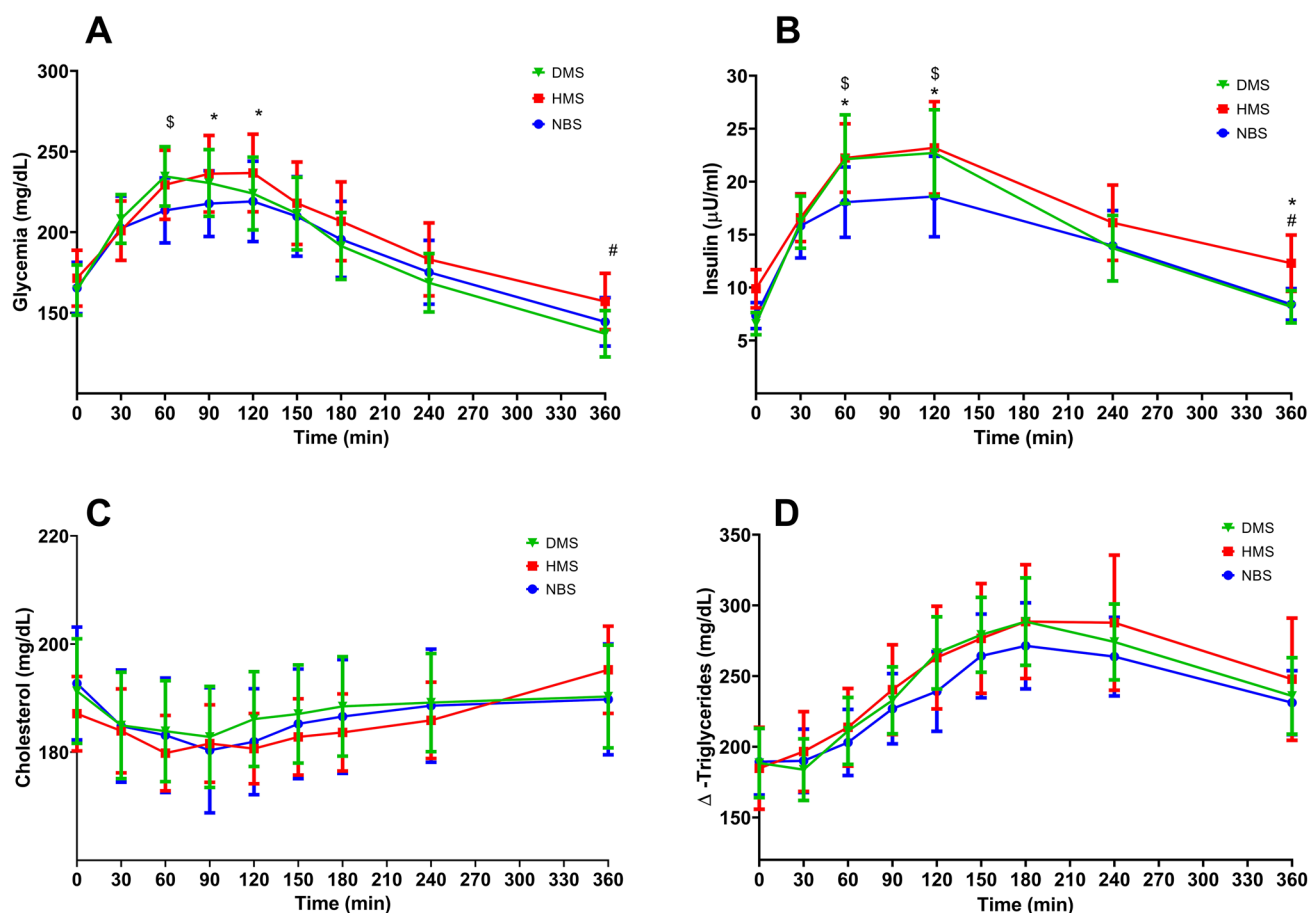 A
Glycemia (mg/dL)
300
250
200
150
$
*
*
#
DMS
HMS
NBS
0 30 60 90 120 150 180 210 240 270 300 330 360
Time (min)
B
Insulin (μU/ml)
30
25
20
15
10
5
$
*
$
*
*
#
DMS
HMS
NBS
0 30 60 90 120 150 180 210 240 270 300 330 360
Time (min)
C
Cholesterol (mg/dL)
220
200
180
DMS
HMS
NBS
0 30 60 90 120 150 180 210 240 270 300 330 360
Time (min)
D
Δ -Triglycerides (mg/dL)
350
300
250
200
150
DMS
HMS
NBS
0 30 60 90 120 150 180 210 240 270 300 330 360
Time (min)